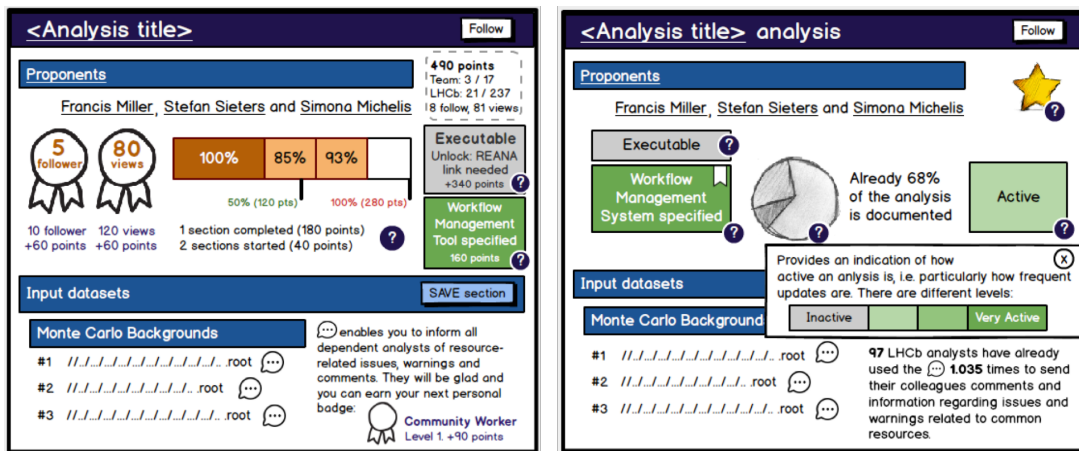 <Analysis title>
Follow
Proponents
Francis Miller, Stefan Sieters and Simona Michelis
490 points
Team: 3 / 17
LHCb: 21 / 237
8 follow, 81 views
5
follower
80
views
100%
85%
93%
50% (120 pts)
100% (280 pts)
10 follower
+60 points
120 views
+60 points
1 section completed (180 points)
2 sections started (40 points)
?
Executable
Unlock: REANA
link needed
+340 points
?
Workflow
Management
Tool specified
160 points
?
Input datasets
SAVE section
Monte Carlo Backgrounds
#1 //../.../.../.../.../.../.../.../.../.../.. .root
#2 //../.../.../.../.../.../.../.../.. .root
#3 //../.../.../.../.../.../.../.../.../.../.. .root
enables you to inform all
dependent analysts of resource-
related issues, warnings and
comments. They will be glad and
you can earn your next personal
badge:
Community Worker
Level 1. +90 points
<Analysis title> analysis
Follow
Proponents
Francis Miller, Stefan Sieters and Simona Michelis
?
Executable
?
Workflow
Management
System specified
?
Already 68%
of the analysis
is documented
Active
?
Provides an indication of how
active an anlysis is, i.e. particularly how frequent
updates are. There are different levels:
X
Inactive
Very Active
Input datasets
Monte Carlo Background
#1 //../.../.../.../.../.../.../.../.../.../.. .root
#2 //../.../.../.../.../.../.../.../.. .root
#3 //../.../.../.../.../.../.../.../.../.../.. .root
97 LHCb analysts have already
used the 1.035 times to send
their colleagues comments and
information regarding issues and
warnings related to common
resources.